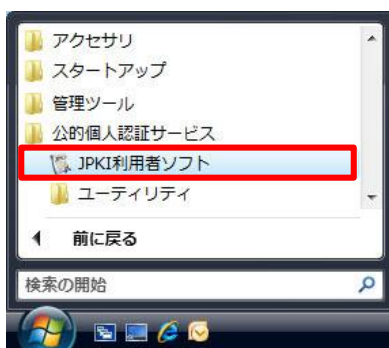 アクセサリ
スタートアップ
管理ツール
公的個人認証サービス
JPKI利用者ソフト
ユーティリティ
前に戻る
検索の開始